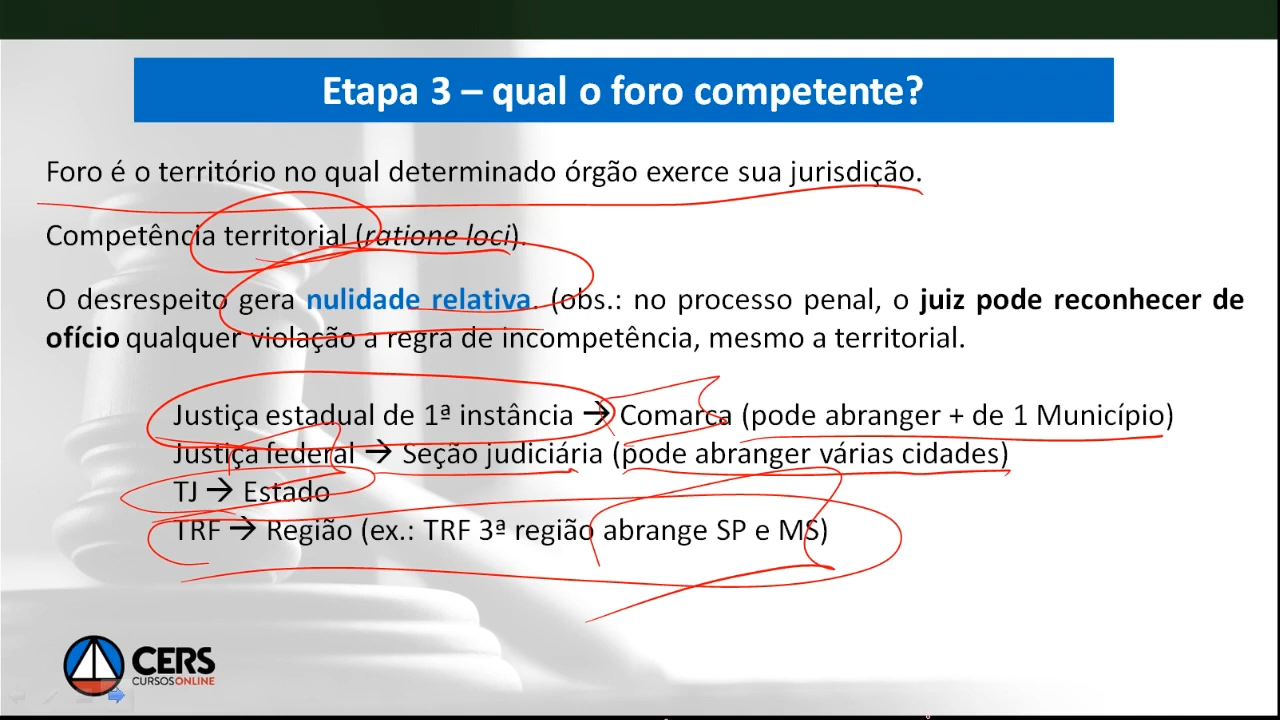 Etapa 3 – qual o foro competente?
Foro é o território no qual determinado órgão exerce sua jurisdição.
Competência territorial (ratione loci).
O desrespeito gera nulidade relativa. (obs.: no processo penal, o juiz pode reconhecer de
ofício qualquer violação a regra de incompetência, mesmo a territorial.
Justiça estadual de 1ª instância → Comarca (pode abranger + de 1 Município)
Justiça federal → Seção judiciária (pode abranger várias cidades)
TJ → Estado
TRF → Região (ex.: TRF 3ª região abrange SP e MS)
CERS
CURSOS ONLINE